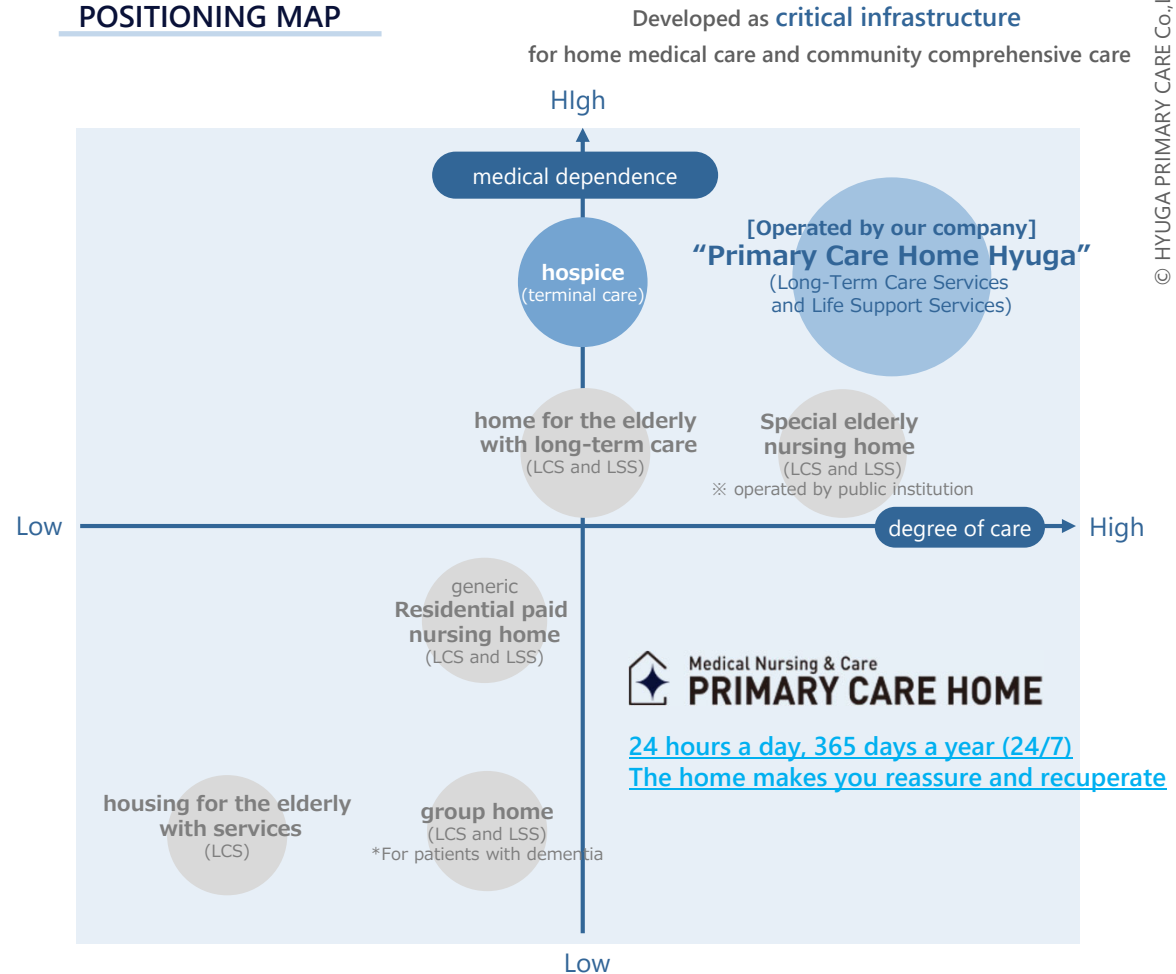 POSITIONING MAP
Developed as critical infrastructure
for home medical care and community comprehensive care
HIgh
medical dependence
[Operated by our company]
“Primary Care Home Hyuga”
(Long-Term Care Services
and Life Support Services)
hospice
(terminal care)
home for the elderly
with long-term care
(LCS and LSS)
Special elderly
nursing home
(LCS and LSS)
※ operated by public institution
Low
degree of care
High
generic
Residential paid
nursing home
(LCS and LSS)
Medical Nursing & Care
PRIMARY CARE HOME
24 hours a day, 365 days a year (24/7)
The home makes you reassure and recuperate
housing for the elderly
with services
(LCS)
group home
(LCS and LSS)
*For patients with dementia
Low
© HYUGA PRIMARY CARE Co.,